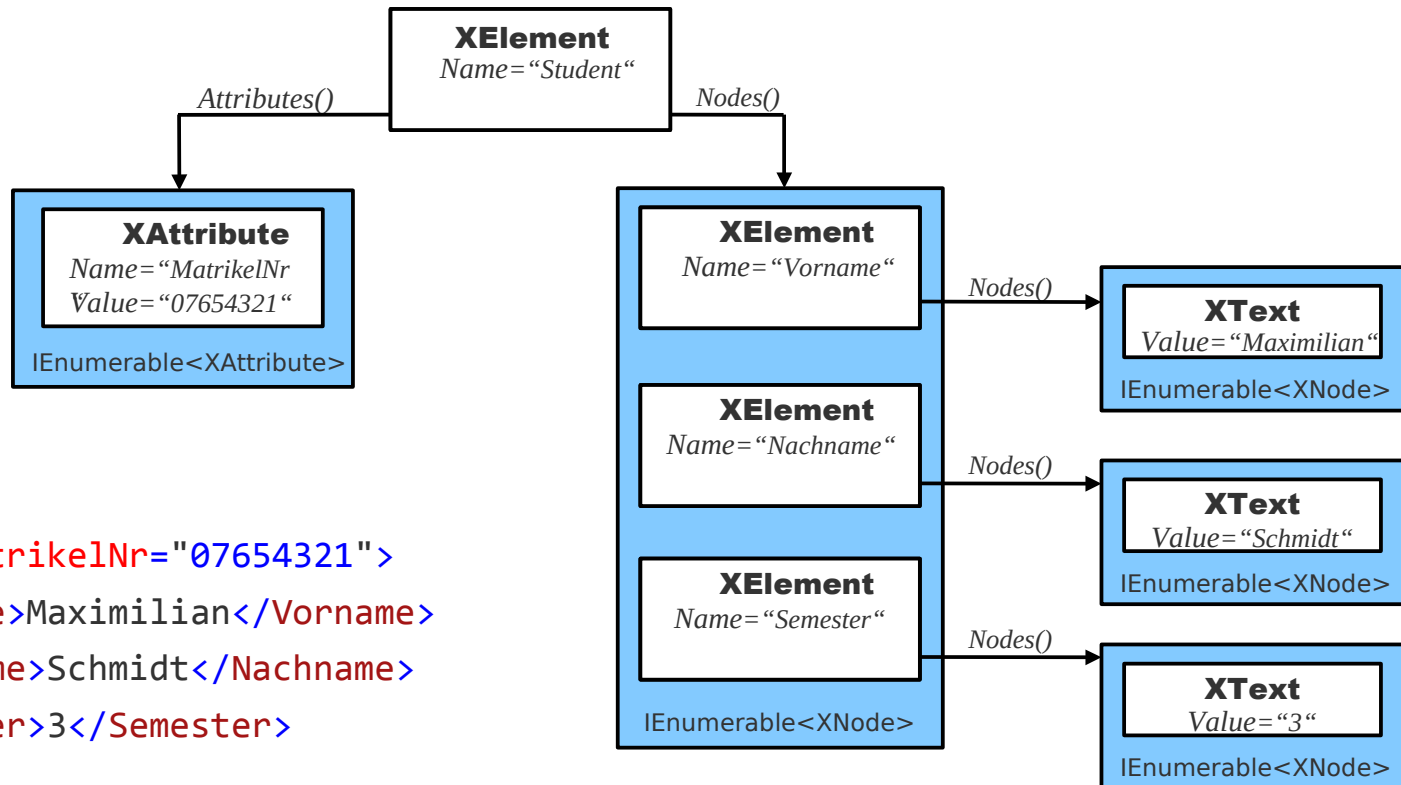 XElement
Name=“Student“
Attributes()
Nodes()
XAttribute
Name=“MatrikelNr
“
Value=“07654321“
IEnumerable<XAttribute>
XElement
Name=“Vorname“
Nodes()
XText
Value=“Maximilian“
IEnumerable<XNode>
XElement
Name=“Nachname“
Nodes()
XText
Value=“Schmidt“
IEnumerable<XNode>
XElement
Name=“Semester“
Nodes()
XText
Value=“3“
IEnumerable<XNode>
IEnumerable<XNode>
trikelNr="07654321">
e>Maximilian</Vorname>
me>Schmidt</Nachname>
er>3</Semester>